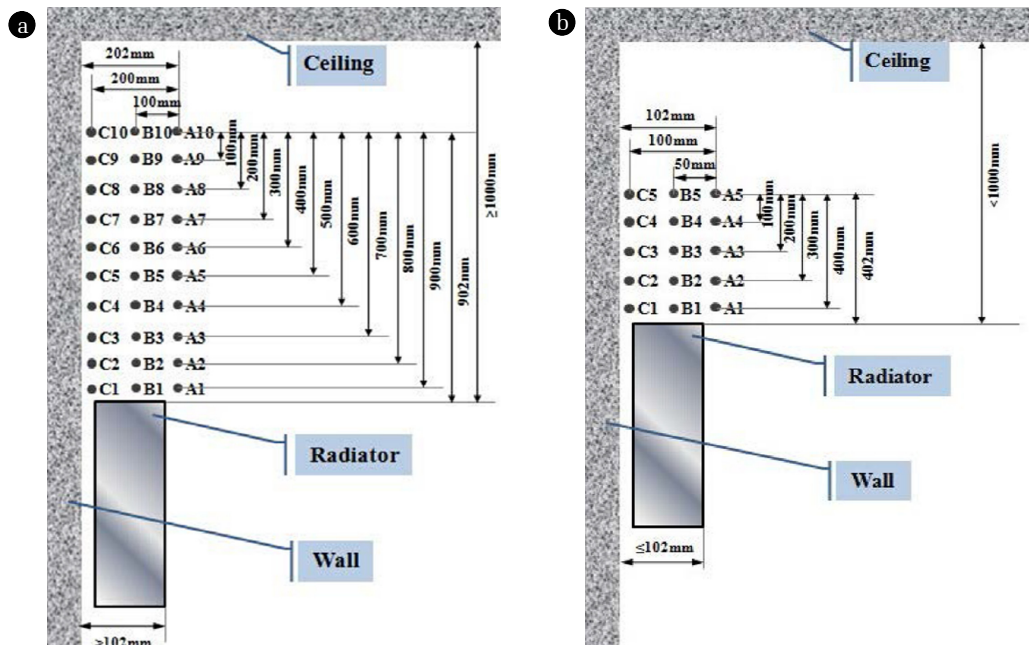 a
202mm
Ceiling
200mm
100mm
C10 B10 A10
C9 B9 A9
C8 B8 A8
C7 B7 A7
C6 B6 A6
C5 B5 A5
C4 B4 A4
C3 B3 A3
C2 B2 A2
C1 B1 A1
100mm
200mm
300mm
400mm
500mm
600mm
700mm
800mm
900mm
902mm
≥1000mm
Radiator
Wall
>102mm
b
Ceiling
102mm
100mm
50mm
C5 B5 A5
C4 B4 A4
C3 B3 A3
C2 B2 A2
C1 B1 A1
100mm
200mm
300mm
400mm
402mm
<1000mm
Radiator
Wall
≤102mm